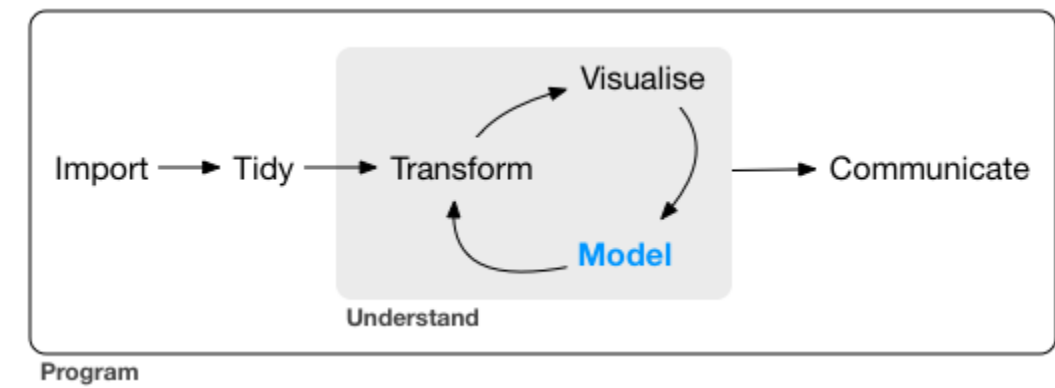 Visualise
Import Tidy Transform Communicate
Model
Understand
Program